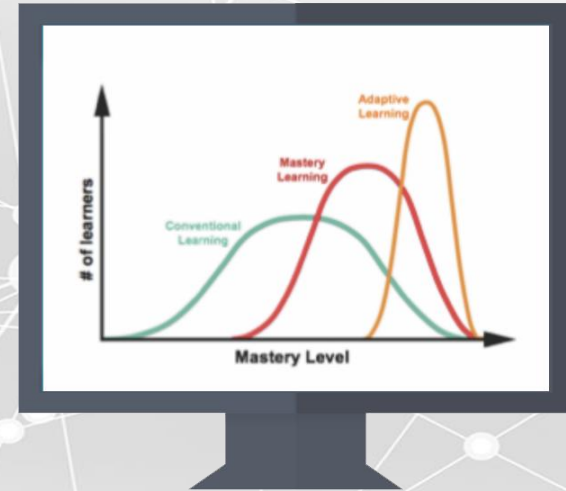 Adaptive
Learning
Mastery
Learning
Conventional
Learning
# of learners
Mastery Level